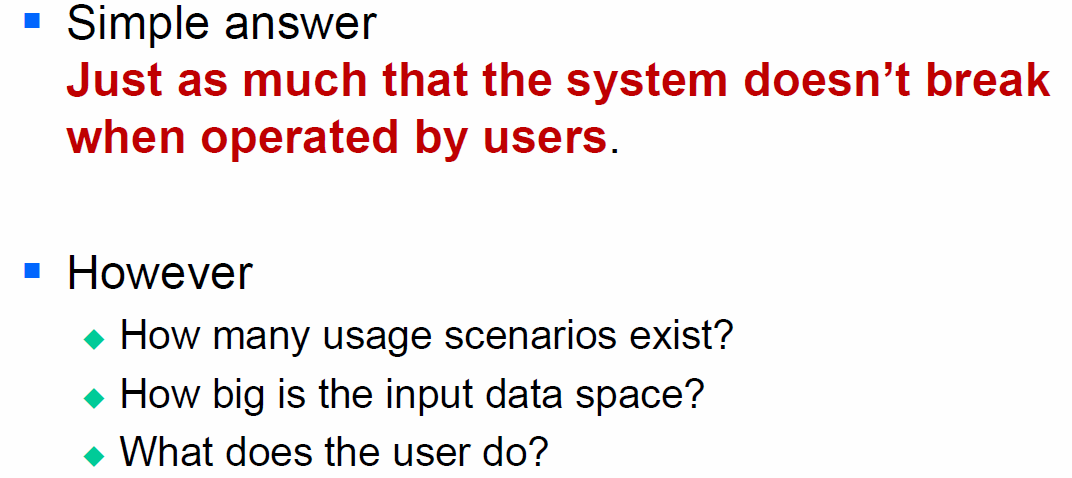 Simple answer
Just as much that the system doesn’t break
when operated by users.
However
How many usage scenarios exist?
How big is the input data space?
What does the user do?